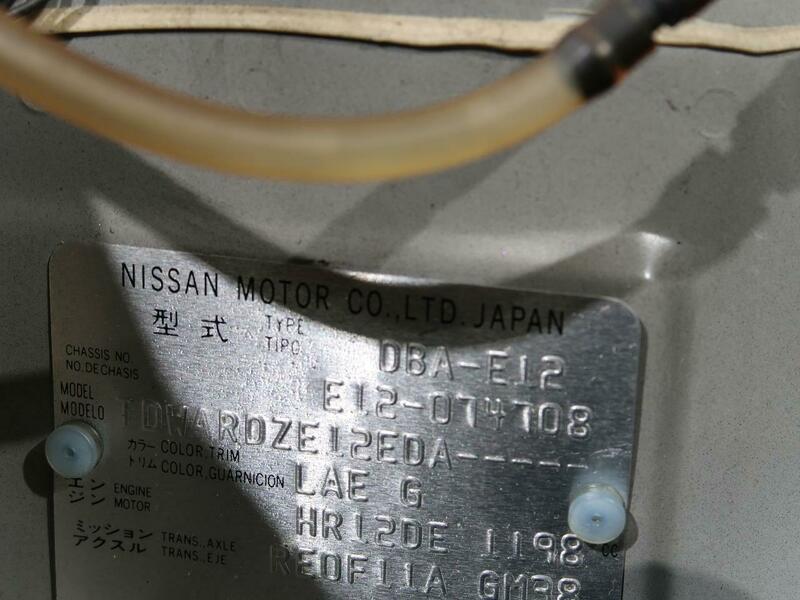 NISSAN MOTOR CO.,LTD.JAPAN
型式 TYPE TIPO DBA-E12
CHASSIS NO. NO.DE CHASIS E12-074708
MODEL MODELO TDWARDZE12EDA-----
カラー COLOR,TRIM
トリム COLOR,GUARNICION LAE G
エンジン ENGINE MOTOR HR12DE 1198 CC
ミッション TRANS.,AXLE
アクスル TRANS.,EJE RE0F11A GM38